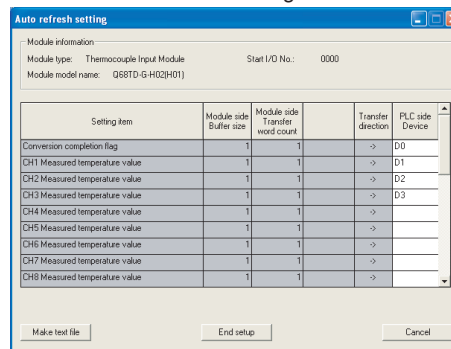 Auto refresh setting
Module information
Module type: Thermocouple Input Module Start I/O No.: 0000
Module model name: Q68TD-G-H02(H01)
Setting item Module side Buffer size Module side Transfer word count Transfer direction PLC side Device
Conversion completion flag 1 1 -> D0
CH1 Measured temperature value 1 1 -> D1
CH2 Measured temperature value 1 1 -> D2
CH3 Measured temperature value 1 1 -> D3
CH4 Measured temperature value 1 1 ->
CH5 Measured temperature value 1 1 ->
CH6 Measured temperature value 1 1 ->
CH7 Measured temperature value 1 1 ->
CH8 Measured temperature value 1 1 ->
Make text file End setup Cancel